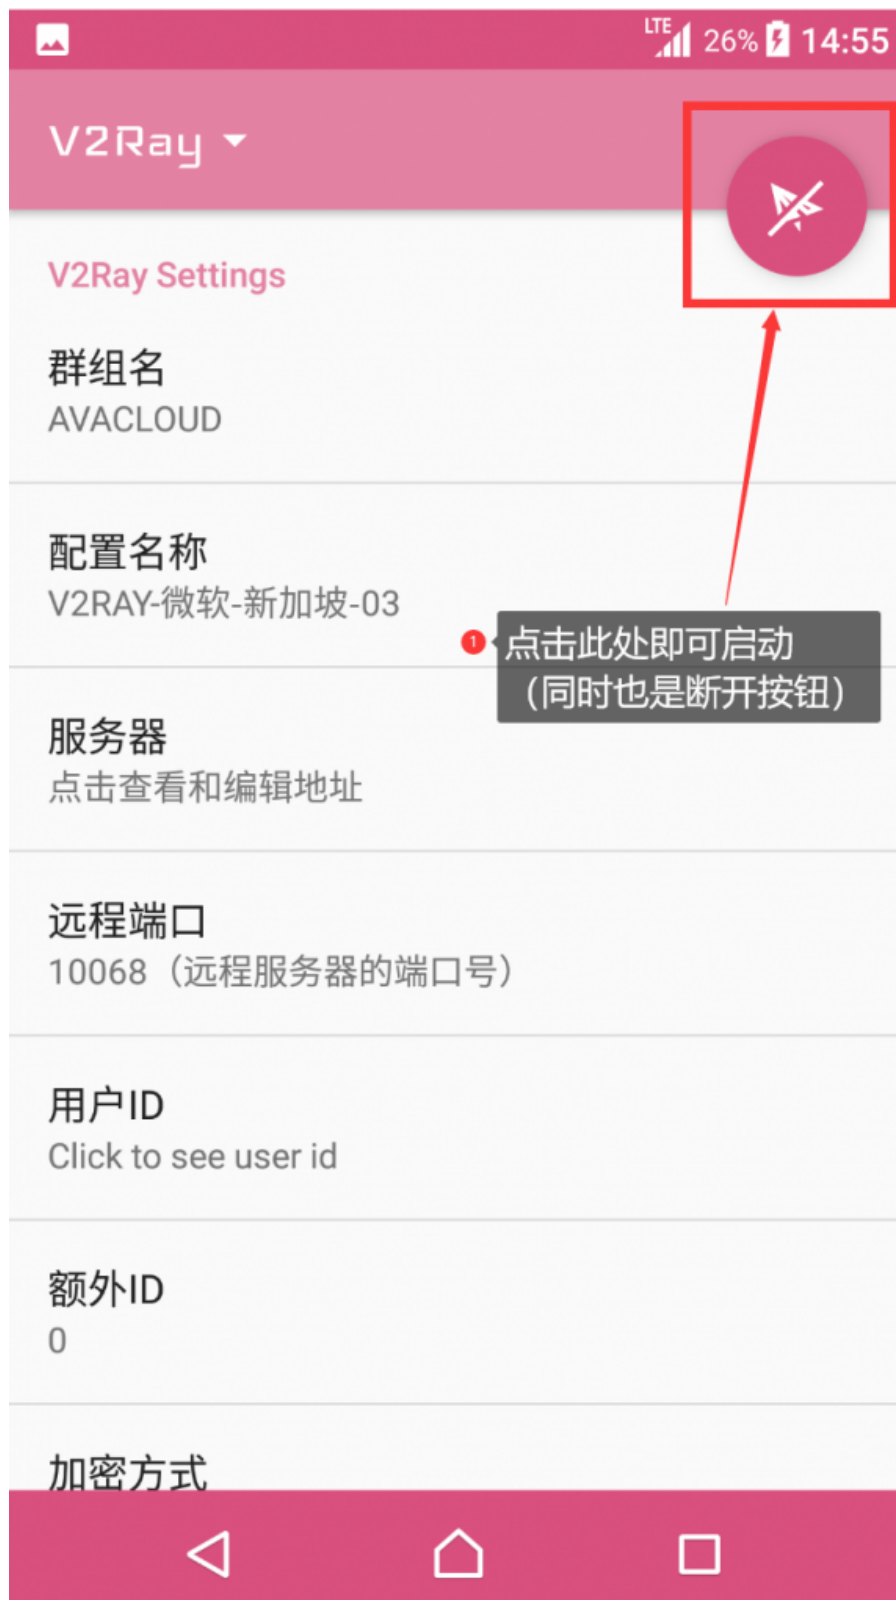 LTE 26% 14:55
V2Ray
V2Ray Settings
群组名
AVACLOUD
配置名称
V2RAY-微软-新加坡-03
1 点击此处即可启动
（同时也是断开按钮）
服务器
点击查看和编辑地址
远程端口
10068（远程服务器的端口号）
用户ID
Click to see user id
额外ID
0
加密方式